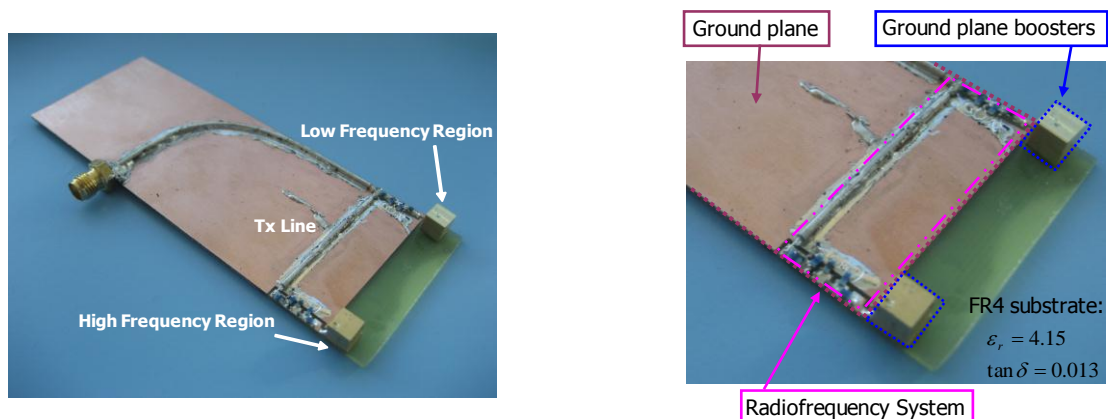 Low Frequency Region
Tx Line
High Frequency Region
Ground plane
Ground plane boosters
FR4 substrate:
εᵣ = 4.15
tan δ = 0.013
Radiofrequency System